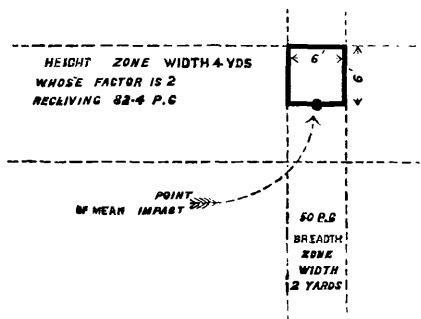 HEIGHT ZONE WIDTH 4 YDS
WHOSE FACTOR IS 2
RECEIVING 82·4 P.C
6'
6'
POINT
OF MEAN IMPACT
50 P.C
BREADTH
ZONE
WIDTH
2 YARDS